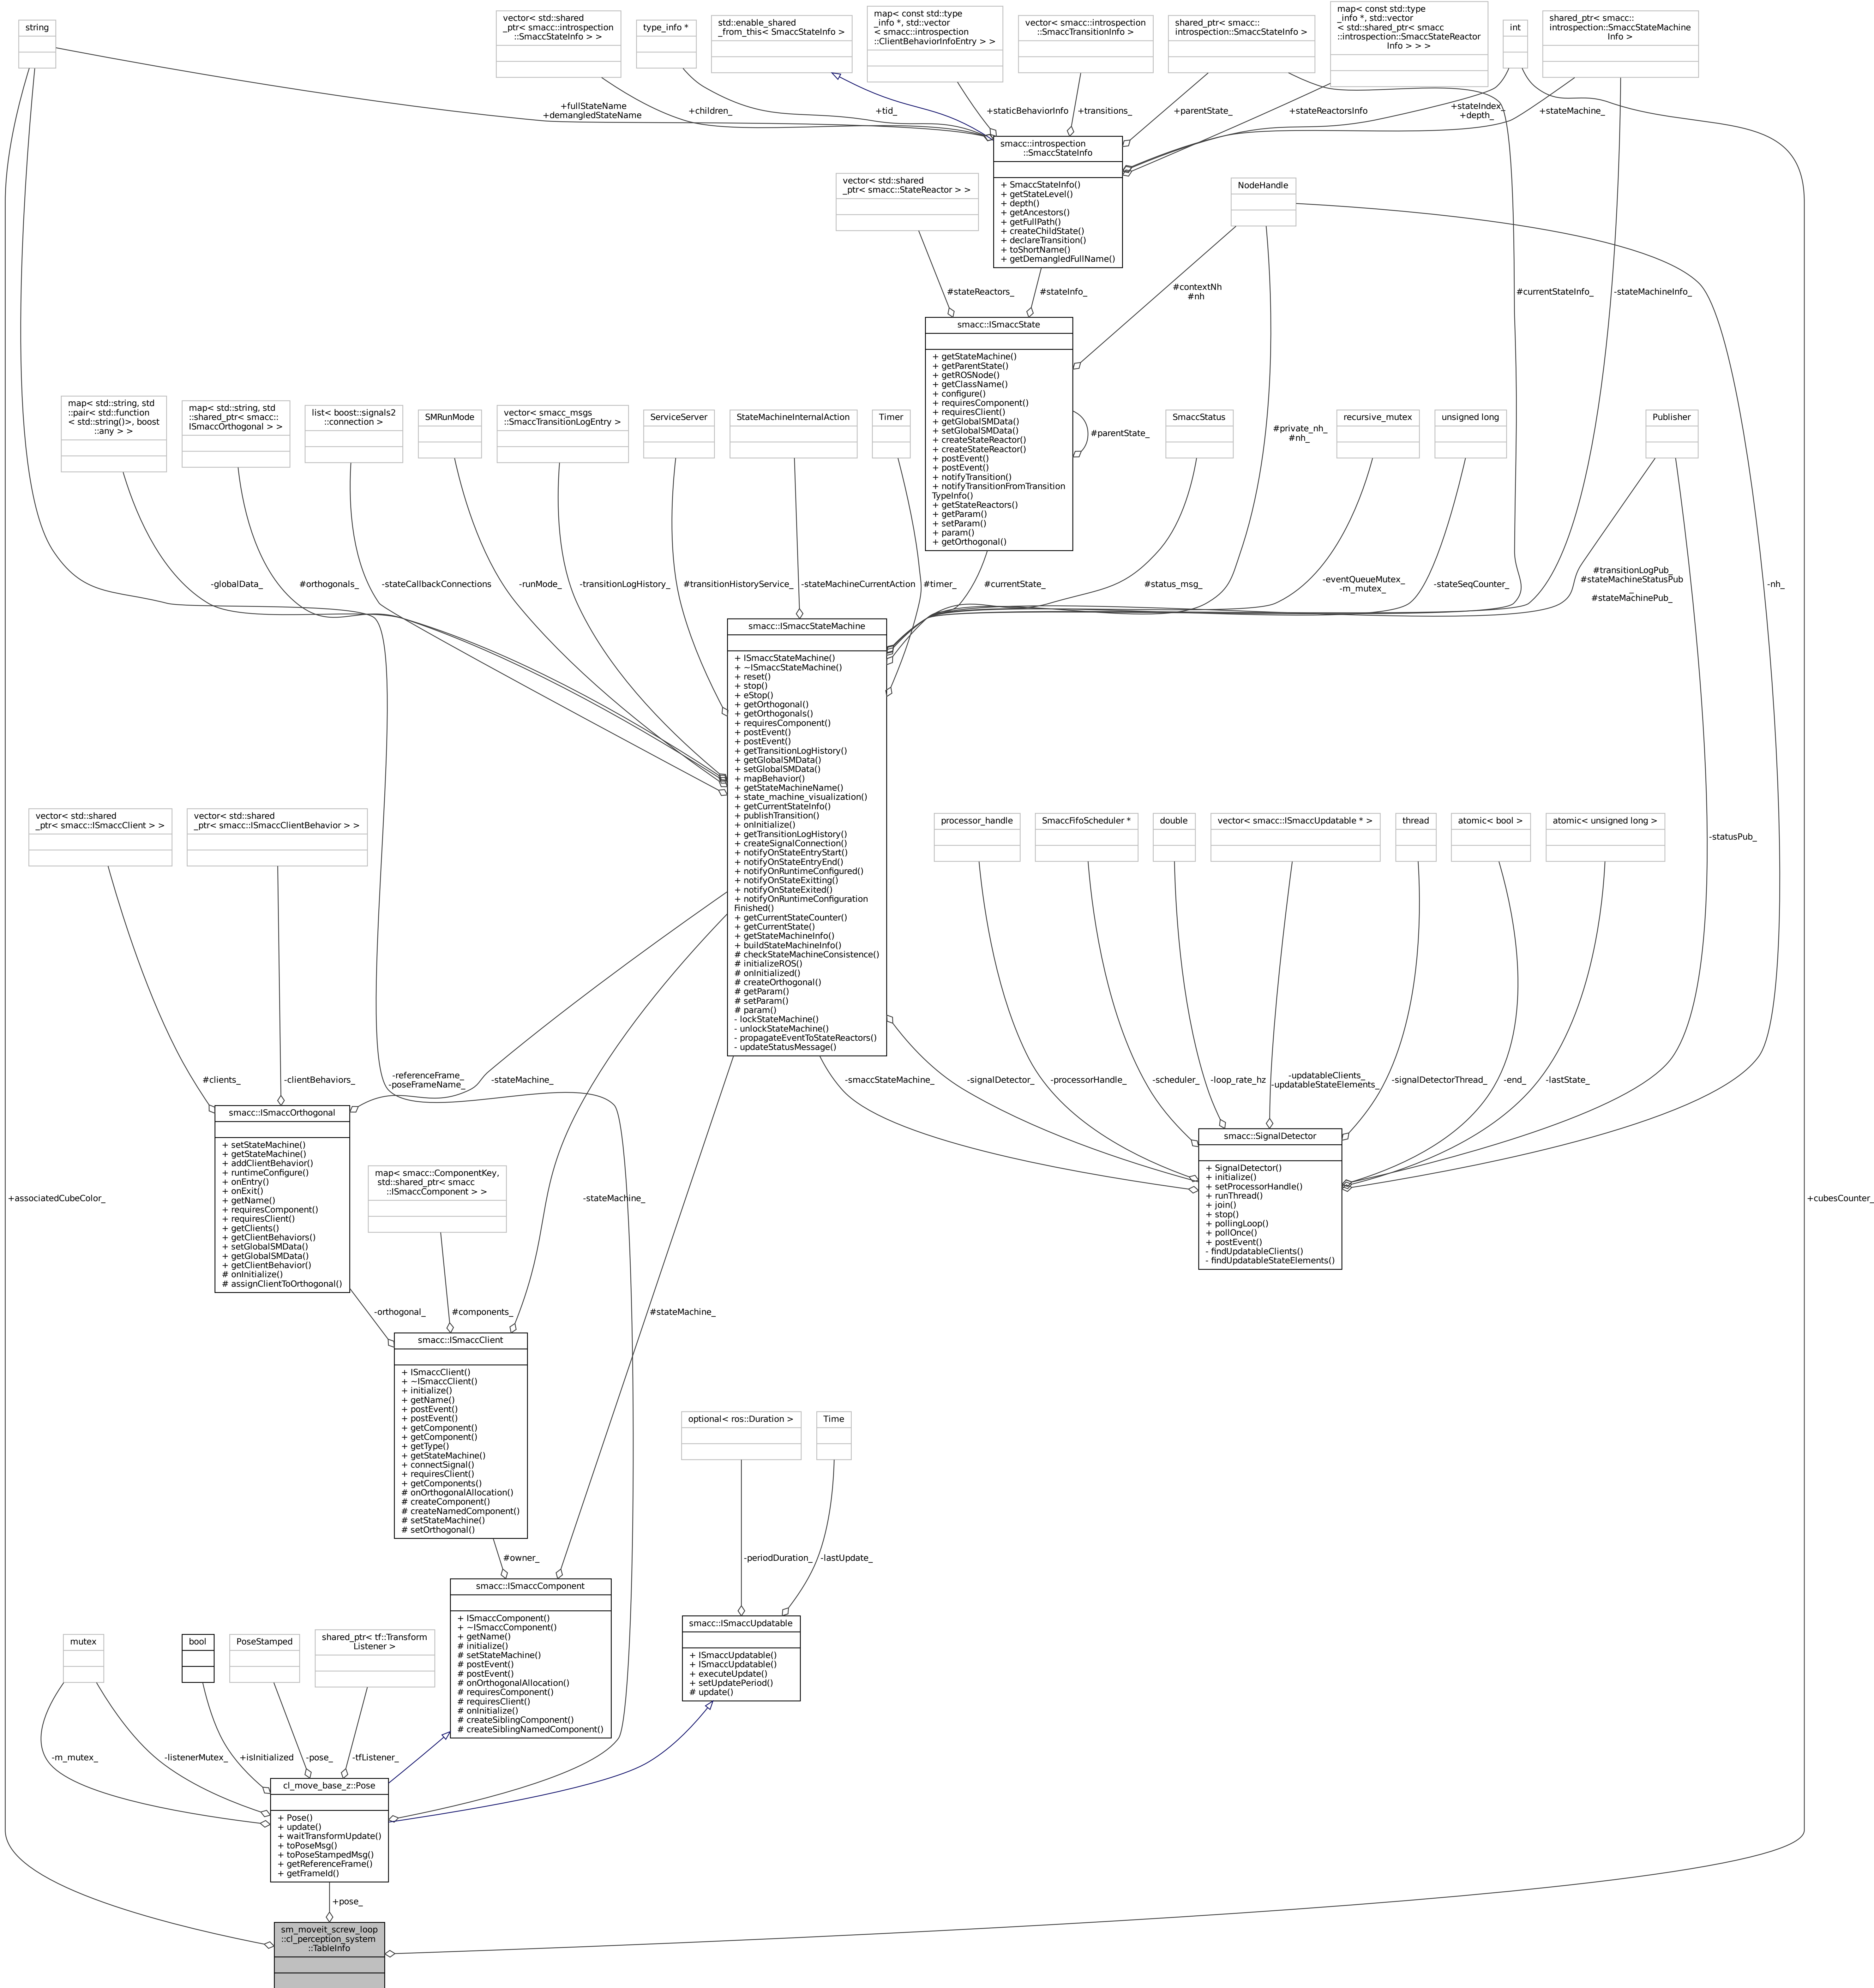 string
vector< std::shared
_ptr< smacc::introspection
::SmaccStateInfo > >
type_info *
std::enable_shared
_from_this< SmaccStateInfo >
map< const std::type
_info *, std::vector
< smacc::introspection
::ClientBehaviorInfoEntry > >
vector< smacc::introspection
::SmaccTransitionInfo >
shared_ptr< smacc::
introspection::SmaccStateInfo >
map< const std::type
_info *, std::vector
< std::shared_ptr< smacc
::introspection::SmaccStateReactor
Info > > >
int
shared_ptr< smacc::
introspection::SmaccStateMachine
Info >
+fullStateName
+demangledStateName
+children_
+tid_
+staticBehaviorInfo
+transitions_
+parentState_
+stateReactorsInfo
+stateIndex_
+depth_
+stateMachine_
smacc::introspection
::SmaccStateInfo
+ SmaccStateInfo()
+ getStateLevel()
+ depth()
+ getAncestors()
+ getFullPath()
+ createChildState()
+ declareTransition()
+ toShortName()
+ getDemangledFullName()
vector< std::shared
_ptr< smacc::StateReactor > >
NodeHandle
#stateReactors_
#stateInfo_
#contextNh
#nh
#currentStateInfo_
-stateMachineInfo_
smacc::ISmaccState
+ getStateMachine()
+ getParentState()
+ getROSNode()
+ getClassName()
+ configure()
+ requiresComponent()
+ requiresClient()
+ getGlobalSMData()
+ setGlobalSMData()
+ createStateReactor()
+ createStateReactor()
+ postEvent()
+ postEvent()
+ notifyTransition()
+ notifyTransitionFromTransition
TypeInfo()
+ getStateReactors()
+ getParam()
+ setParam()
+ param()
+ getOrthogonal()
#parentState_
map< std::string, std
::pair< std::function
< std::string()>, boost
::any > >
map< std::string, std
::shared_ptr< smacc::
ISmaccOrthogonal > >
list< boost::signals2
::connection >
SMRunMode
vector< smacc_msgs
::SmaccTransitionLogEntry >
ServiceServer
StateMachineInternalAction
Timer
SmaccStatus
#private_nh_
#nh_
recursive_mutex
unsigned long
Publisher
-globalData_
#orthogonals_
-stateCallbackConnections
-runMode_
-transitionLogHistory_
#transitionHistoryService_
-stateMachineCurrentAction
#timer_
#currentState_
#status_msg_
-eventQueueMutex_
-m_mutex_
-stateSeqCounter_
#transitionLogPub_
#stateMachineStatusPub
_
#stateMachinePub_
-nh_
smacc::ISmaccStateMachine
+ ISmaccStateMachine()
+ ~ISmaccStateMachine()
+ reset()
+ stop()
+ eStop()
+ getOrthogonal()
+ getOrthogonals()
+ requiresComponent()
+ postEvent()
+ postEvent()
+ getTransitionLogHistory()
+ getGlobalSMData()
+ setGlobalSMData()
+ mapBehavior()
+ getStateMachineName()
+ state_machine_visualization()
+ getCurrentStateInfo()
+ publishTransition()
+ onInitialize()
+ getTransitionLogHistory()
+ createSignalConnection()
+ notifyOnStateEntryStart()
+ notifyOnStateEntryEnd()
+ notifyOnRuntimeConfigured()
+ notifyOnStateExitting()
+ notifyOnStateExited()
+ notifyOnRuntimeConfiguration
Finished()
+ getCurrentStateCounter()
+ getCurrentState()
+ getStateMachineInfo()
+ buildStateMachineInfo()
# checkStateMachineConsistence()
# initializeROS()
# onInitialized()
# createOrthogonal()
# getParam()
# setParam()
# param()
- lockStateMachine()
- unlockStateMachine()
- propagateEventToStateReactors()
- updateStatusMessage()
vector< std::shared
_ptr< smacc::ISmaccClient > >
vector< std::shared
_ptr< smacc::ISmaccClientBehavior > >
processor_handle
SmaccFifoScheduler *
double
vector< smacc::ISmaccUpdatable * >
thread
atomic< bool >
atomic< unsigned long >
-statusPub_
#clients_
-clientBehaviors_
-referenceFrame_
-poseFrameName_
-stateMachine_
-smaccStateMachine_
-signalDetector_
-processorHandle_
-scheduler_
-loop_rate_hz
-updatableClients_
-updatableStateElements_
-signalDetectorThread_
-end_
-lastState_
smacc::ISmaccOrthogonal
+ setStateMachine()
+ getStateMachine()
+ addClientBehavior()
+ runtimeConfigure()
+ onEntry()
+ onExit()
+ getName()
+ requiresComponent()
+ requiresClient()
+ getClients()
+ getClientBehaviors()
+ setGlobalSMData()
+ getGlobalSMData()
+ getClientBehavior()
# onInitialize()
# assignClientToOrthogonal()
smacc::SignalDetector
+ SignalDetector()
+ initialize()
+ setProcessorHandle()
+ runThread()
+ join()
+ stop()
+ pollingLoop()
+ pollOnce()
+ postEvent()
- findUpdatableClients()
- findUpdatableStateElements()
map< smacc::ComponentKey,
std::shared_ptr< smacc
::ISmaccComponent > >
+associatedCubeColor_
-stateMachine_
+cubesCounter_
-orthogonal_
#components_
#stateMachine_
smacc::ISmaccClient
+ ISmaccClient()
+ ~ISmaccClient()
+ initialize()
+ getName()
+ postEvent()
+ postEvent()
+ getComponent()
+ getComponent()
+ getType()
+ getStateMachine()
+ connectSignal()
+ requiresClient()
+ getComponents()
# onOrthogonalAllocation()
# createComponent()
# createNamedComponent()
# setStateMachine()
# setOrthogonal()
optional< ros::Duration >
Time
#owner_
-periodDuration_
-lastUpdate_
smacc::ISmaccComponent
+ ISmaccComponent()
+ ~ISmaccComponent()
+ getName()
# initialize()
# setStateMachine()
# postEvent()
# postEvent()
# onOrthogonalAllocation()
# requiresComponent()
# requiresClient()
# onInitialize()
# createSiblingComponent()
# createSiblingNamedComponent()
smacc::ISmaccUpdatable
+ ISmaccUpdatable()
+ ISmaccUpdatable()
+ executeUpdate()
+ setUpdatePeriod()
# update()
mutex
bool
PoseStamped
shared_ptr< tf::Transform
Listener >
-m_mutex_
-listenerMutex_
+isInitialized
-pose_
-tfListener_
cl_move_base_z::Pose
+ Pose()
+ update()
+ waitTransformUpdate()
+ toPoseMsg()
+ toPoseStampedMsg()
+ getReferenceFrame()
+ getFrameId()
+pose_
sm_moveit_screw_loop
::cl_perception_system
::TableInfo